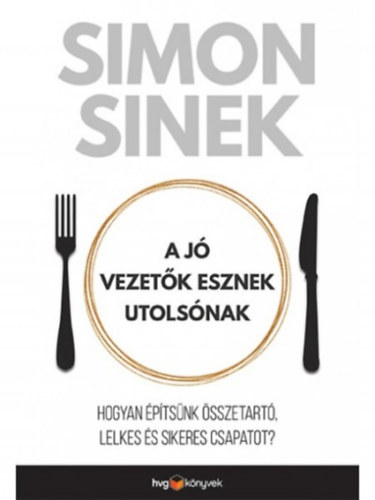 SIMON
SINEK
A JÓ
VEZETŐK ESZNEK
UTOLSÓNAK
HOGYAN ÉPÍTSÜNK ÖSSZETARTÓ,
LELKES ÉS SIKERES CSAPATOT?
hvg könyvek